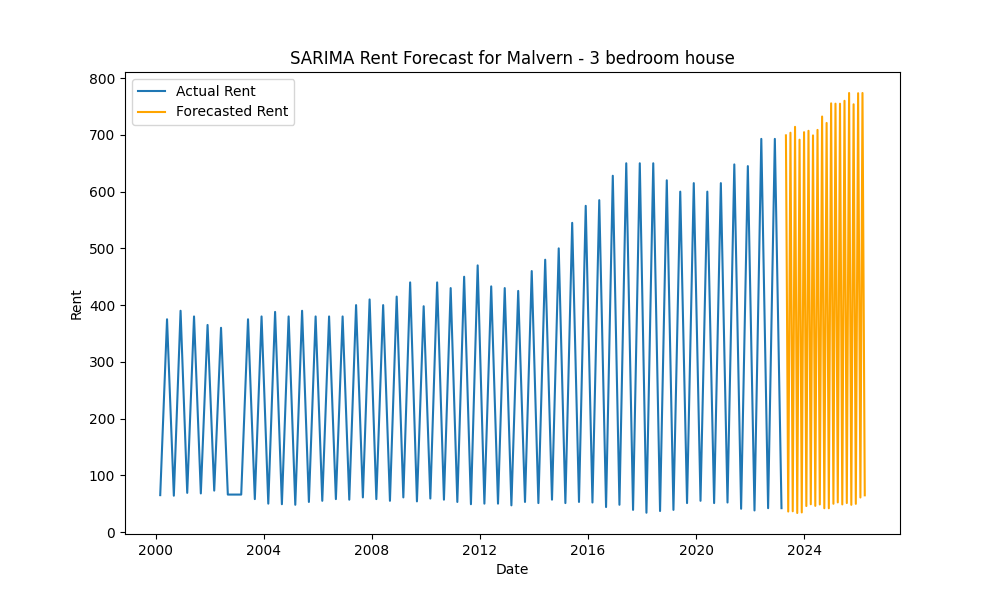 SARIMA Rent Forecast for Malvern - 3 bedroom house
Actual Rent
Forecasted Rent
800
700
600
500
400
300
200
100
0
Rent
2000 2004 2008 2012 2016 2020 2024
Date